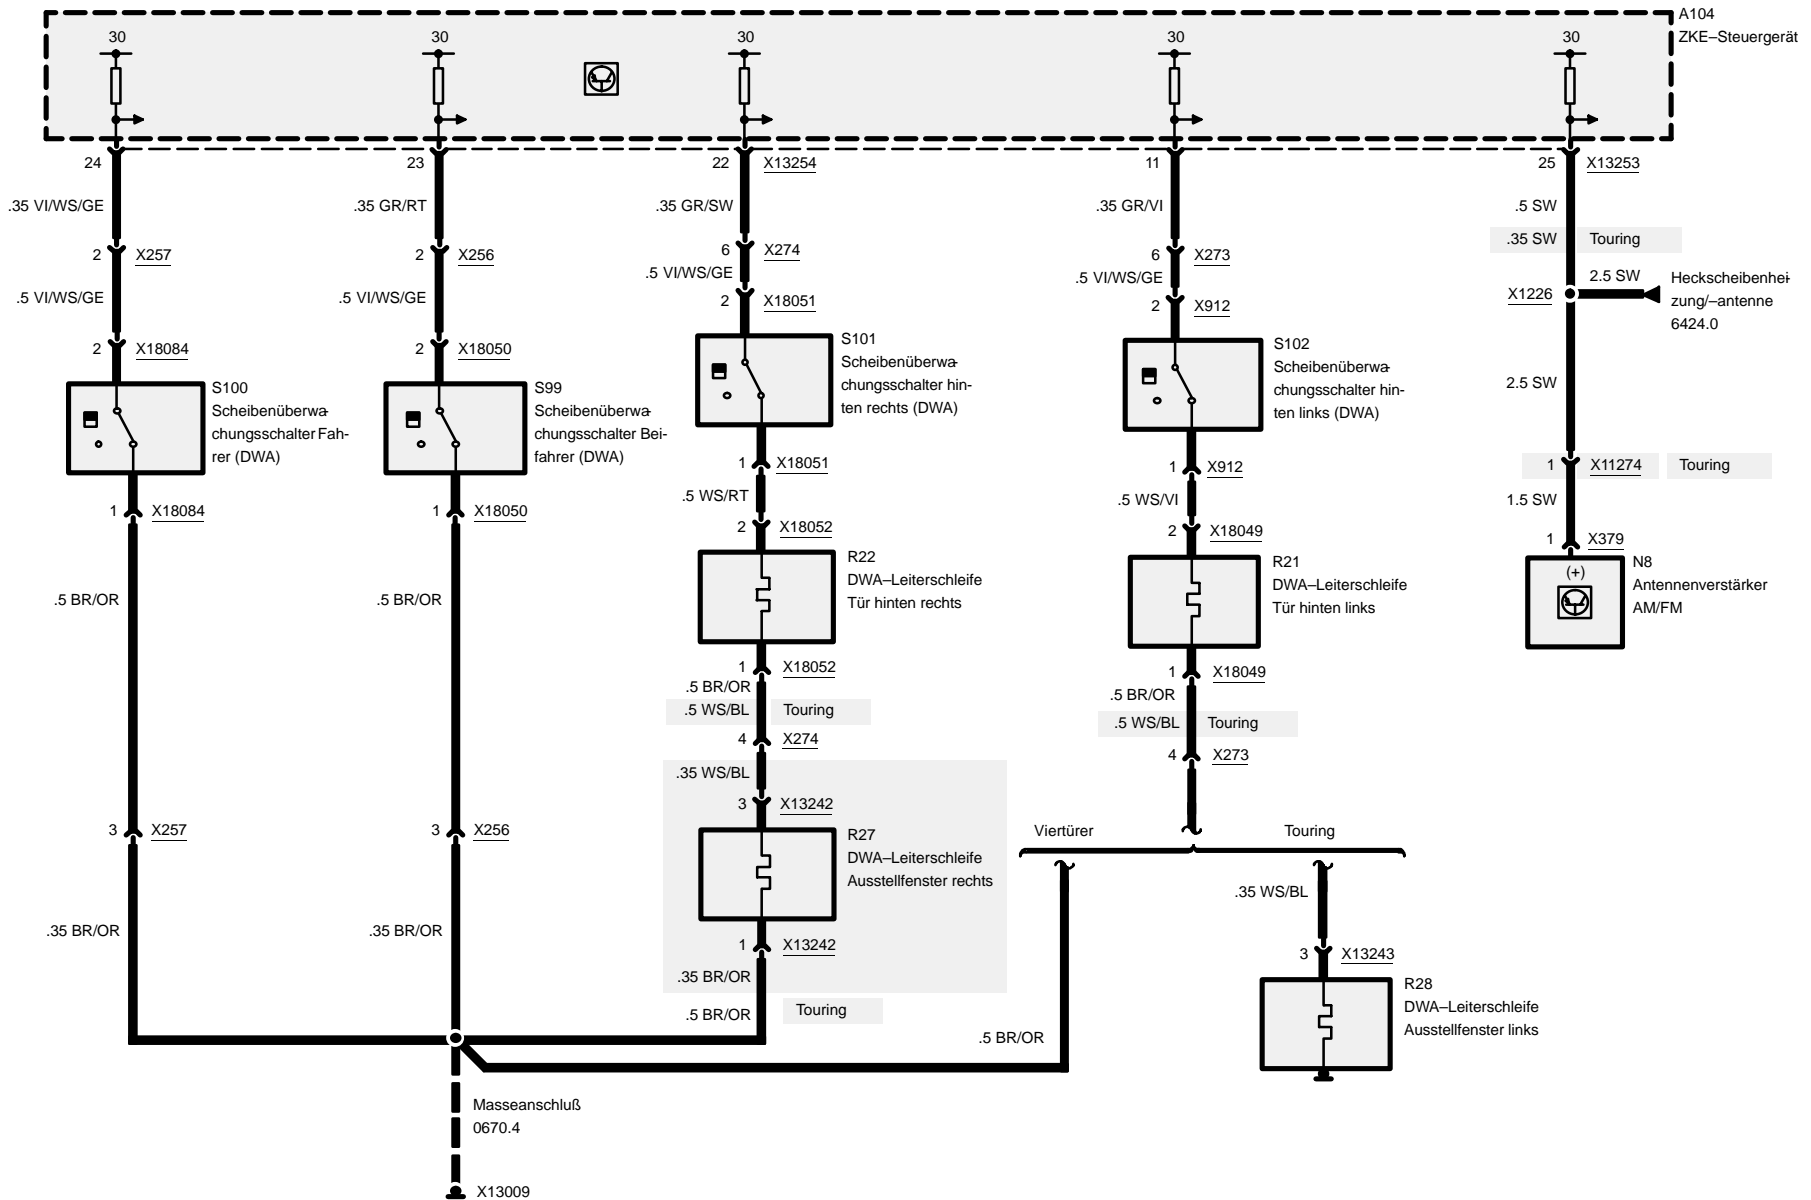 A104
ZKE–Steuergerät
30
30
30
30
30
24
23
22
X13254
11
25
X13253
.35 VI/WS/GE
.35 GR/RT
.35 GR/SW
.35 GR/VI
.5 SW
.35 SW
Touring
2
X257
2
X256
6
X274
6
X273
.5 VI/WS/GE
.5 VI/WS/GE
.5 VI/WS/GE
.5 VI/WS/GE
2.5 SW
X1226
Heckscheibenhei-
zung/–antenne
6424.0
2
X18051
2
X912
2
X18084
2
X18050
S100
Scheibenüberwa-
chungsschalter Fah-
rer (DWA)
S99
Scheibenüberwa-
chungsschalter Bei-
fahrer (DWA)
S101
Scheibenüberwa-
chungsschalter hin-
ten rechts (DWA)
S102
Scheibenüberwa-
chungsschalter hin-
ten links (DWA)
2.5 SW
1
X18051
1
X912
1
X11274
Touring
.5 WS/RT
.5 WS/VI
1.5 SW
1
X18084
1
X18050
2
X18052
2
X18049
1
X379
R22
DWA–Leiterschleife
Tür hinten rechts
R21
DWA–Leiterschleife
Tür hinten links
(+)
N8
Antennenverstärker
AM/FM
.5 BR/OR
.5 BR/OR
1
X18052
1
X18049
.5 BR/OR
.5 WS/BL
Touring
.5 BR/OR
.5 WS/BL
Touring
4
X274
4
X273
.35 WS/BL
3
X13242
3
X257
3
X256
R27
DWA–Leiterschleife
Ausstellfenster rechts
Viertürer
Touring
.35 WS/BL
.35 BR/OR
.35 BR/OR
1
X13242
3
X13243
.35 BR/OR
R28
DWA–Leiterschleife
Ausstellfenster links
.5 BR/OR
Touring
.5 BR/OR
Masseanschluß
0670.4
X13009